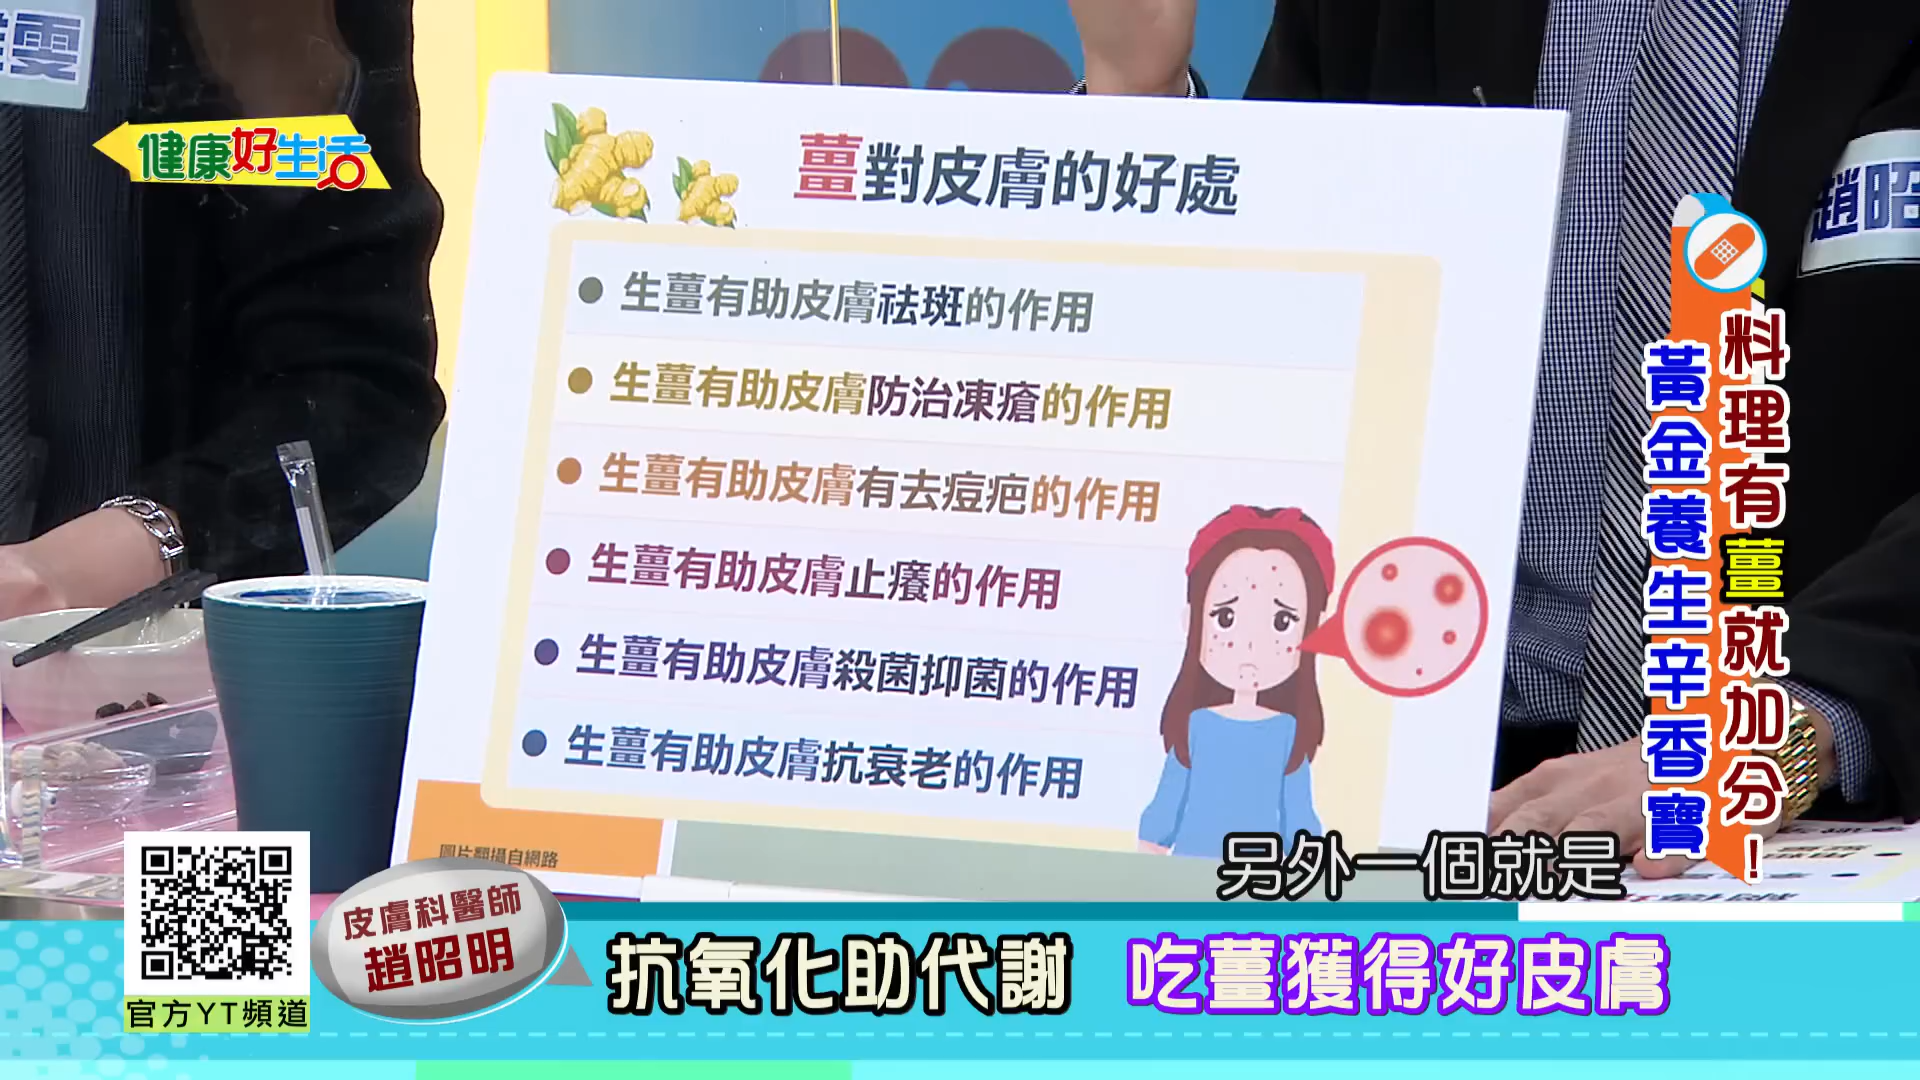 健康好生活
薑對皮膚的好處
生薑有助皮膚祛斑的作用
生薑有助皮膚防治凍瘡的作用
生薑有助皮膚有去痘疤的作用
生薑有助皮膚止癢的作用
生薑有助皮膚殺菌抑菌的作用
生薑有助皮膚抗衰老的作用
圖片翻攝自網路
趙昭
料理有薑就加分！
黃金養生辛香寶
另外一個就是
官方YT頻道
皮膚科醫師
趙昭明
抗氧化助代謝 吃薑獲得好皮膚